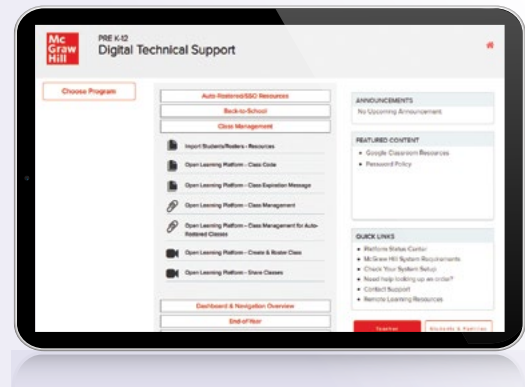 Mc
Graw
Hill
PRE K-12
Digital Technical Support
Choose Program
Auto-Rostered/SSO Resources
Back-to-School
Class Management
Import Students/Rosters - Resources
Open Learning Platform - Class Code
Open Learning Platform - Class Expiration Message
Open Learning Platform - Class Management
Open Learning Platform - Class Management for Auto-
Rostered Classes
Open Learning Platform - Create & Roster Class
Open Learning Platform - Share Classes
Dashboard & Navigation Overview
End-of-Year
ANNOUNCEMENTS
No Upcoming Announcement
FEATURED CONTENT
Google Classroom Resources
Password Policy
QUICK LINKS
Platform Status Center
McGraw Hill System Requirements
Check Your System Setup
Need help looking up an order?
Contact Support
Remote Learning Resources
Teacher
Students & Families